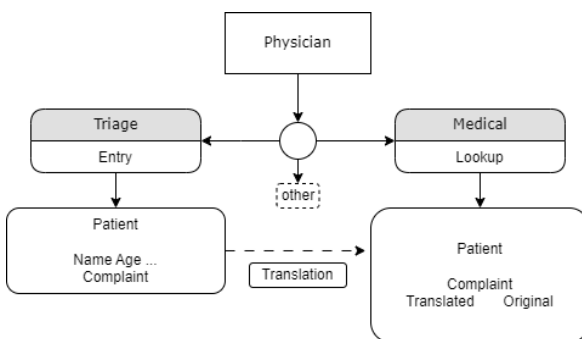 Physician
Triage
Entry
Medical
Lookup
other
Patient
Name Age ...
Complaint
Translation
Patient
Complaint
Translated Original